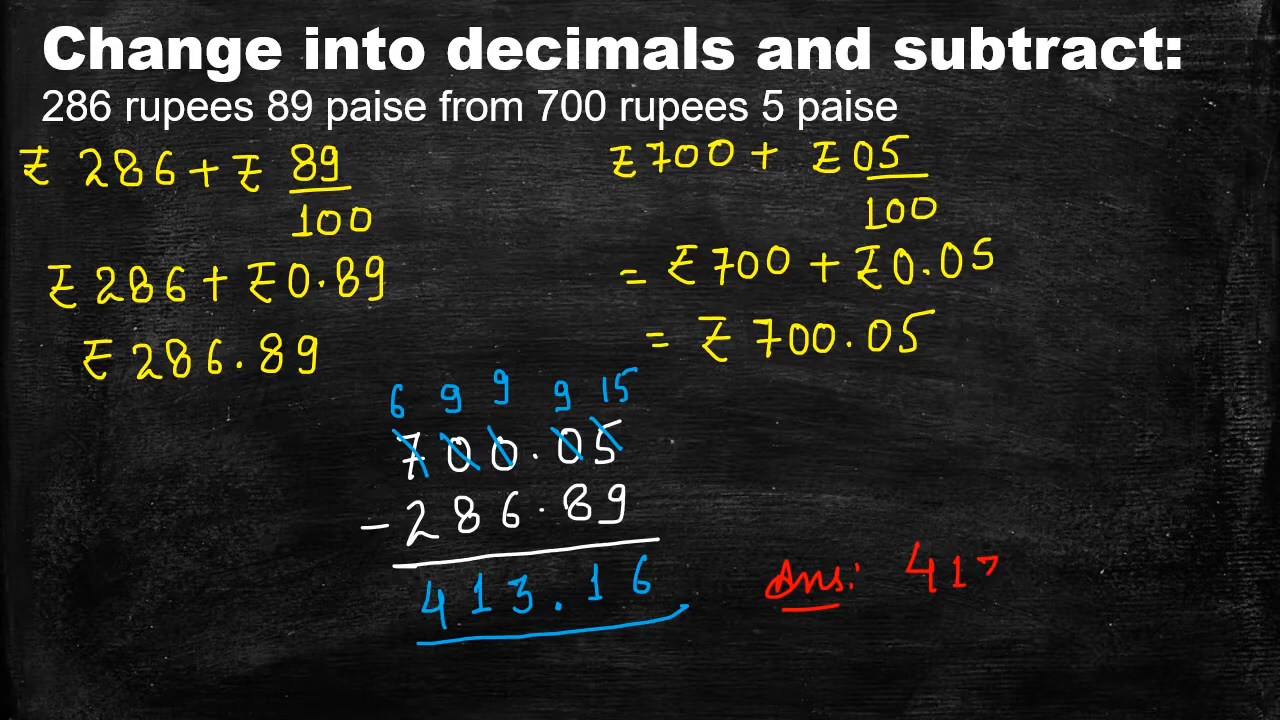 Change into decimals and subtract:
286 rupees 89 paise from 700 rupees 5 paise
₹ 286 + ₹ 89/100
₹ 286 + ₹0.89
₹ 286.89
₹700 + ₹05/100
= ₹700 + ₹0.05
= ₹ 700.05
6 9 9 9 15
700.05
- 286.89
413.16
Ans: 41